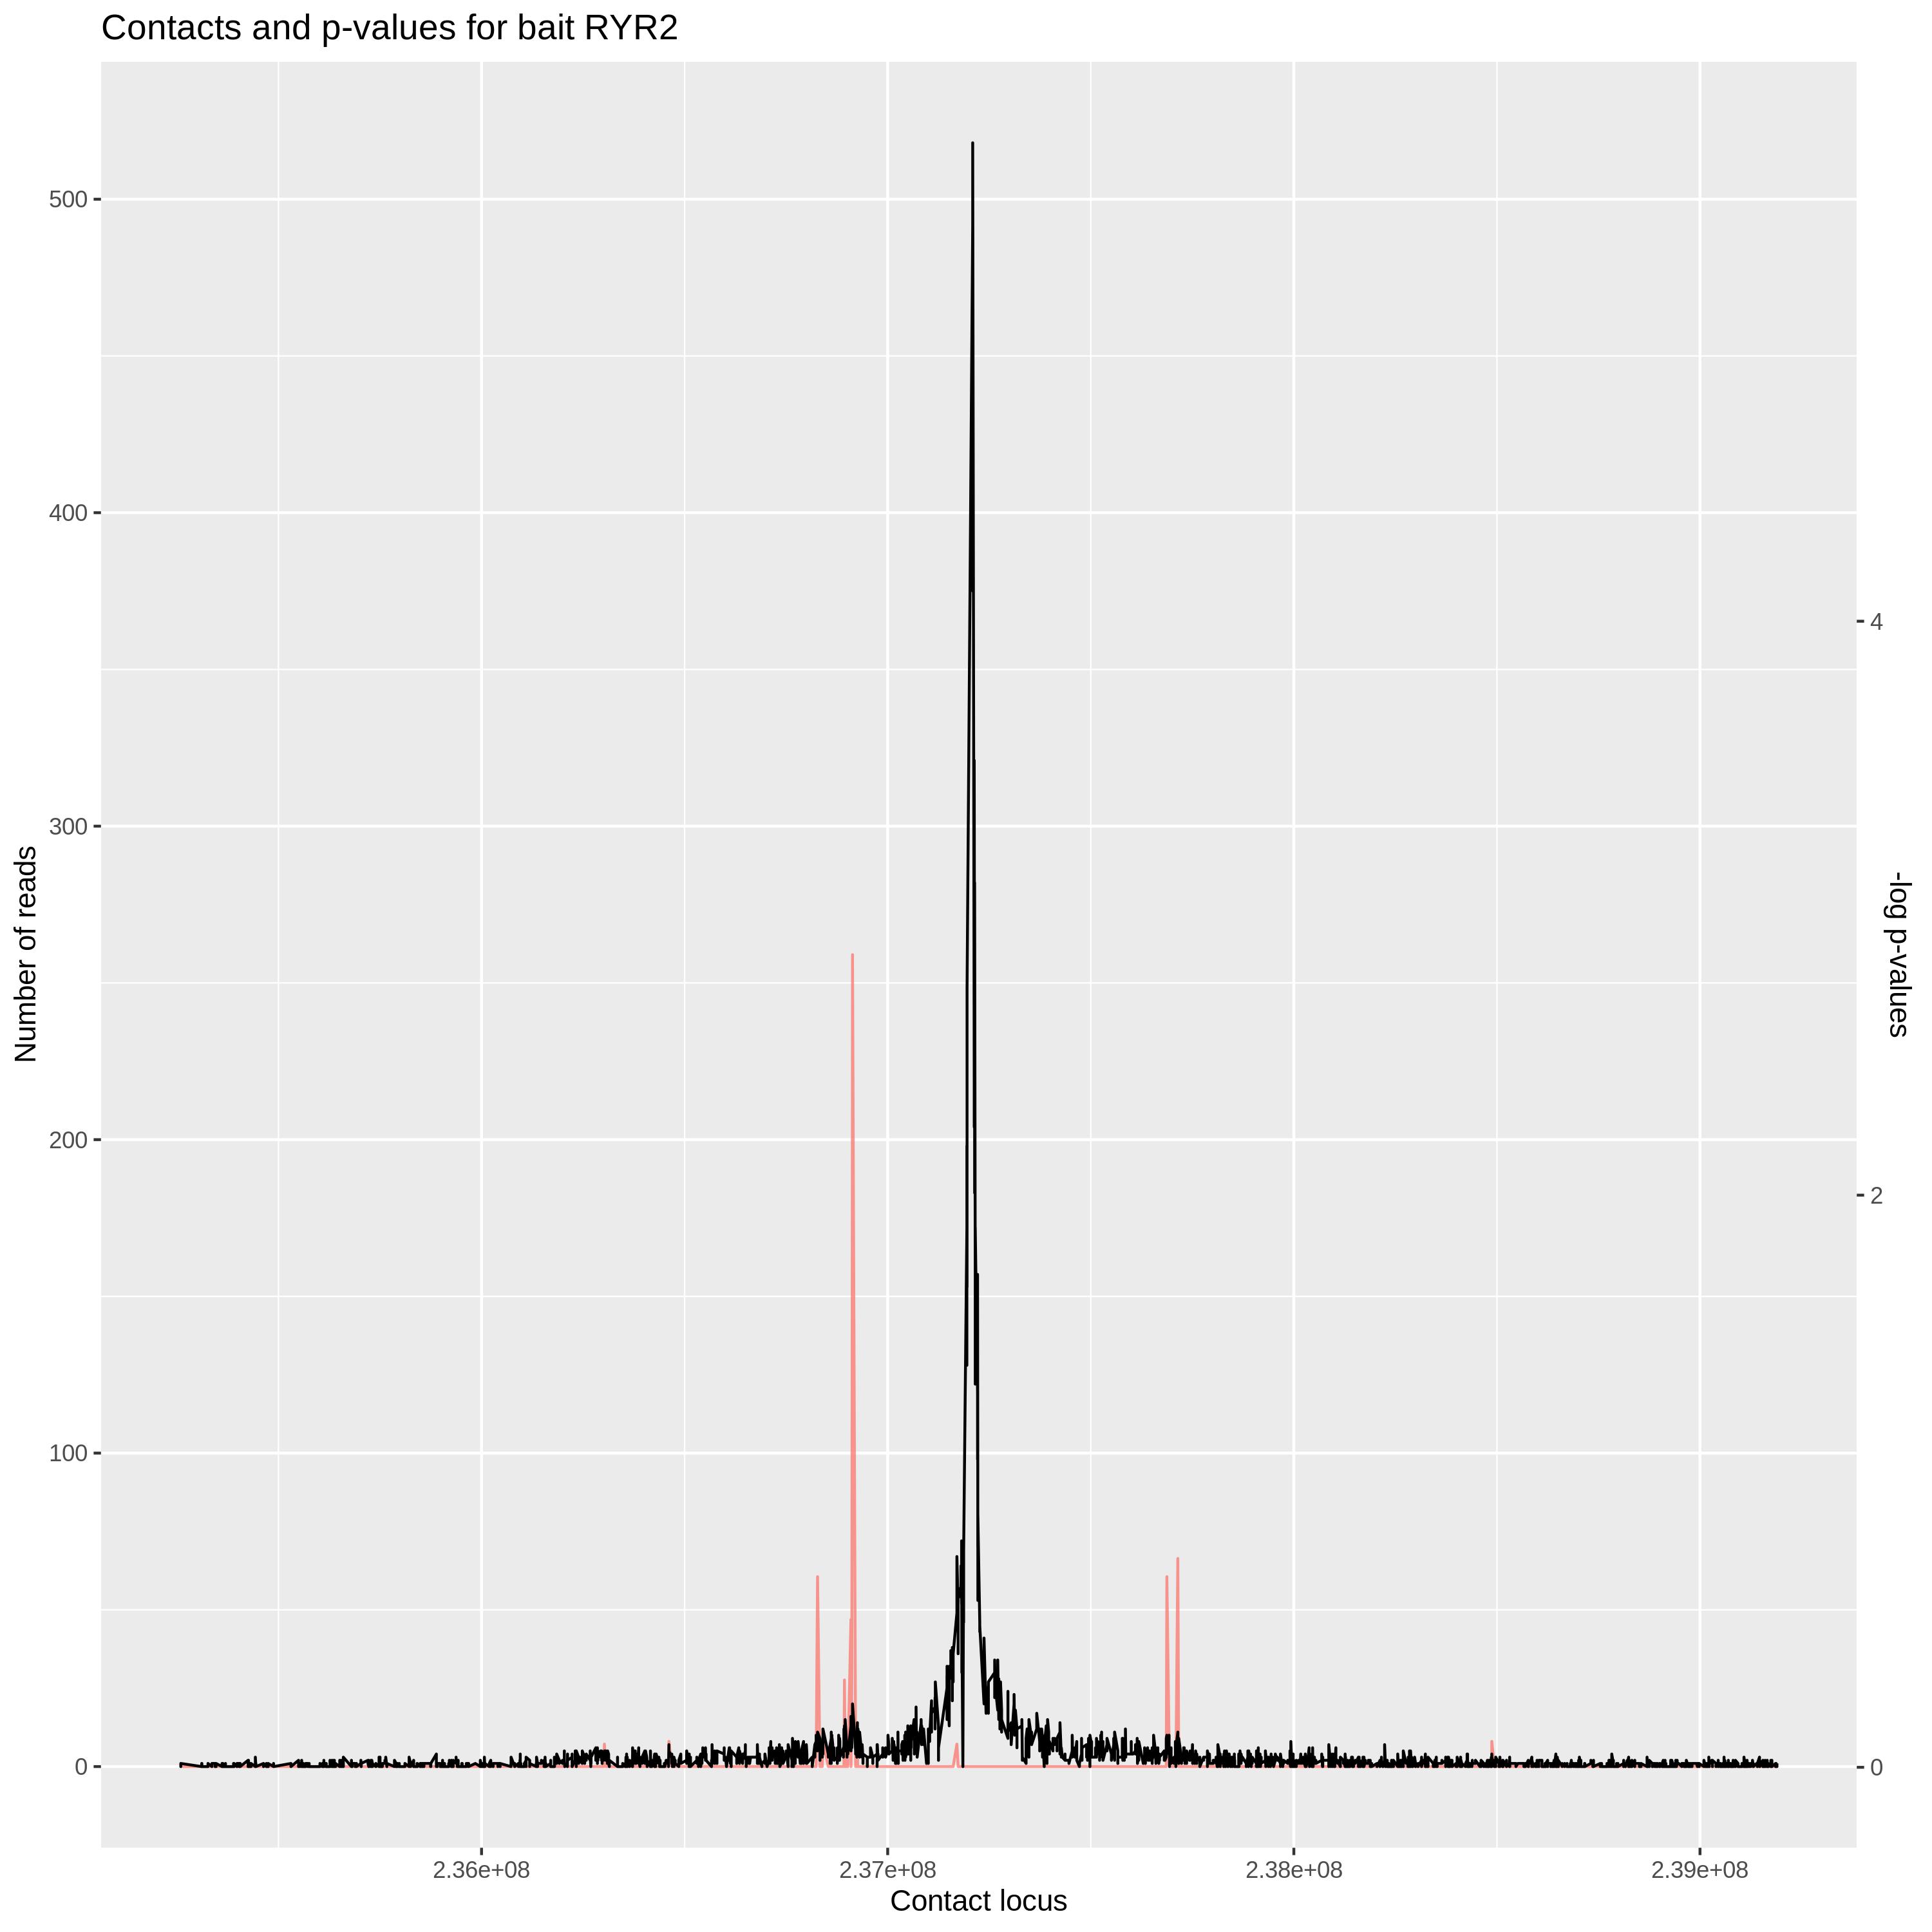 Contacts and p-values for bait RYR2
500
400
300
200
100
0
Number of reads
4
2
0
-log p-values
2.36e+08
2.37e+08
2.38e+08
2.39e+08
Contact locus